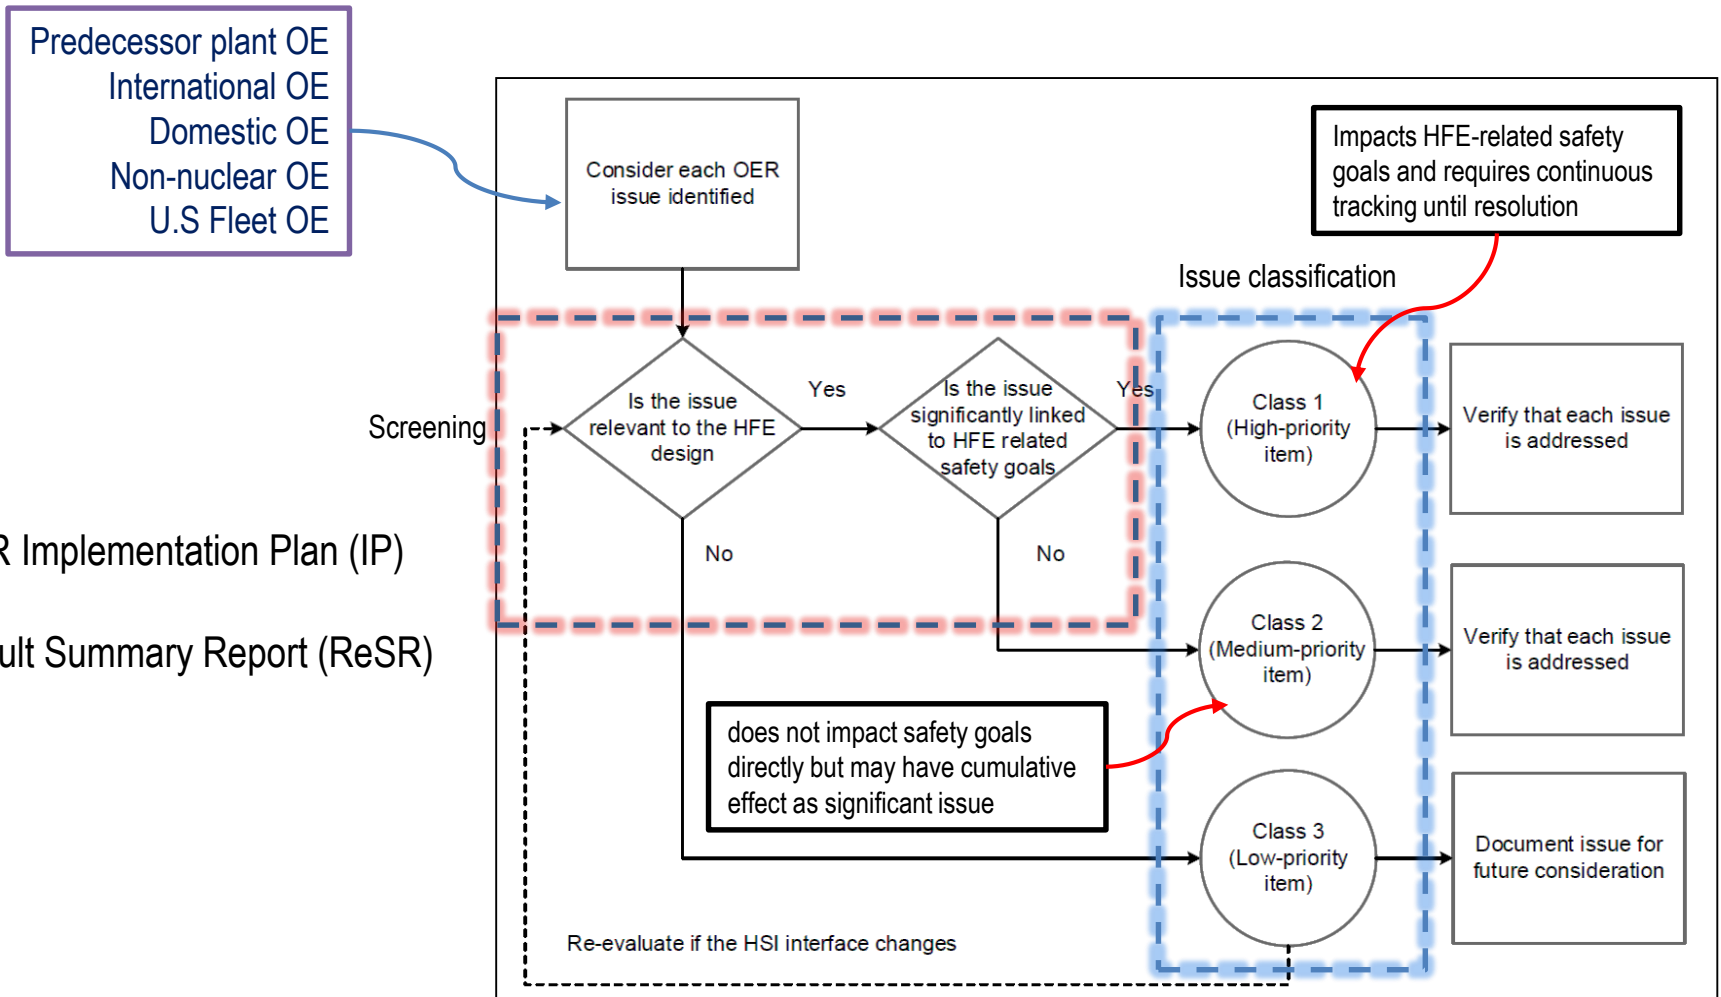 Predecessor plant OE
International OE
Domestic OE
Non-nuclear OE
U.S Fleet OE
Consider each OER
issue identified
Impacts HFE-related safety
goals and requires continuous
tracking until resolution
Issue classification
Screening
Is the issue
relevant to the HFE
design
Yes
Is the issue
significantly linked
to HFE related
safety goals
Yes
Class 1
(High-priority
item)
Verify that each issue
is addressed
R Implementation Plan (IP)
No
No
ult Summary Report (ReSR)
Class 2
(Medium-priority
item)
Verify that each issue
is addressed
does not impact safety goals
directly but may have cumulative
effect as significant issue
Class 3
(Low-priority
item)
Document issue for
future consideration
Re-evaluate if the HSI interface changes